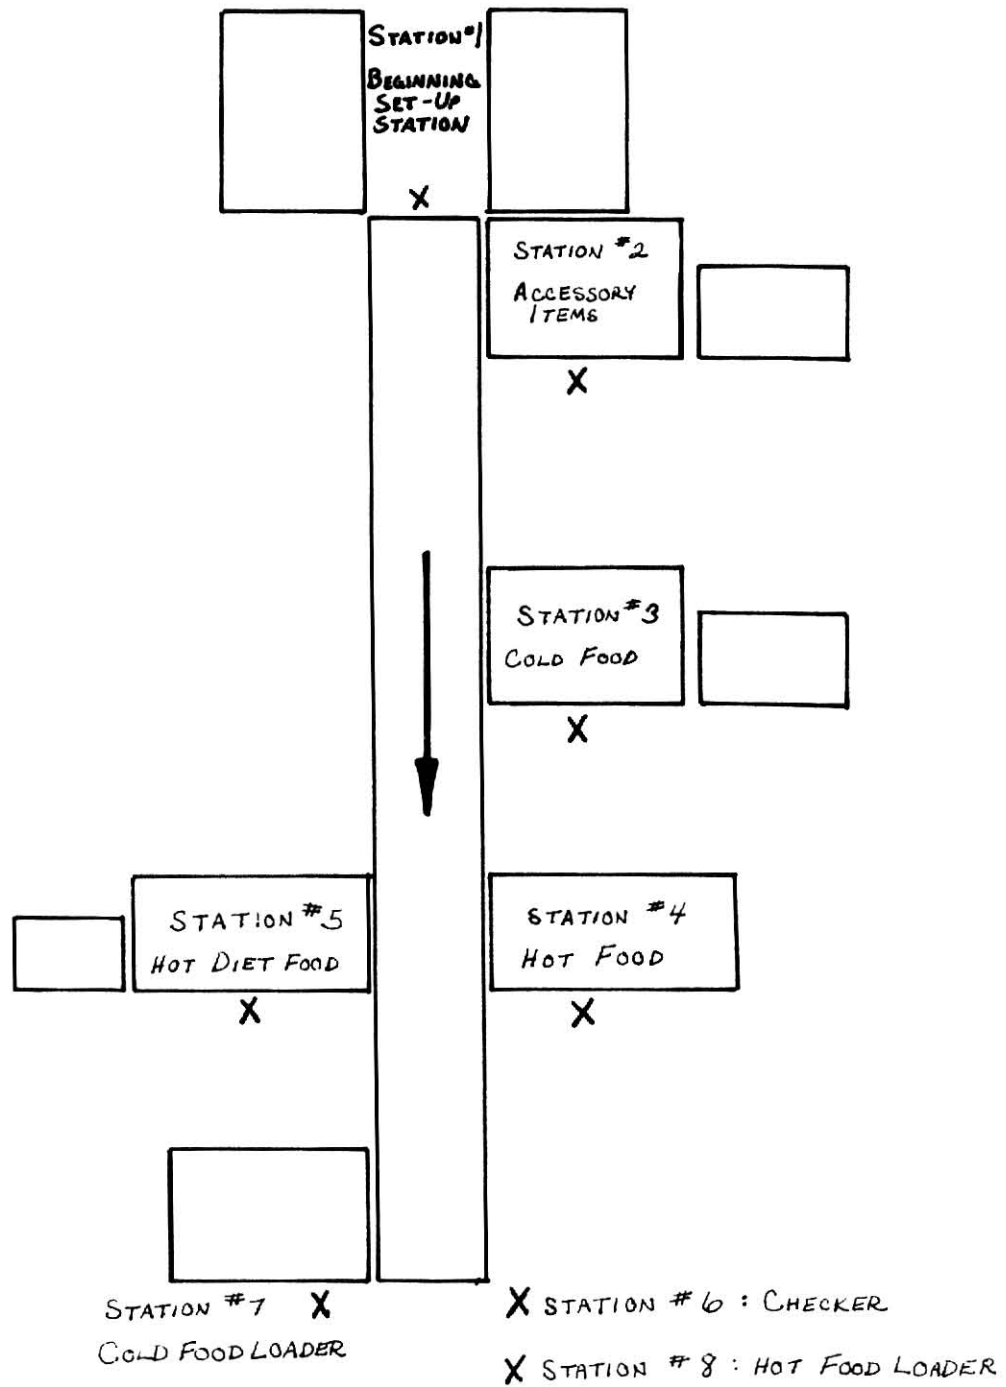 STATION #1
BEGINNING
SET-UP
STATION
X
STATION #2
ACCESSORY
ITEMS
X
STATION #3
COLD FOOD
X
STATION #5
HOT DIET FOOD
X
STATION #4
HOT FOOD
X
STATION #7 X
COLD FOOD LOADER
X STATION #6 : CHECKER
X STATION #8 : HOT FOOD LOADER